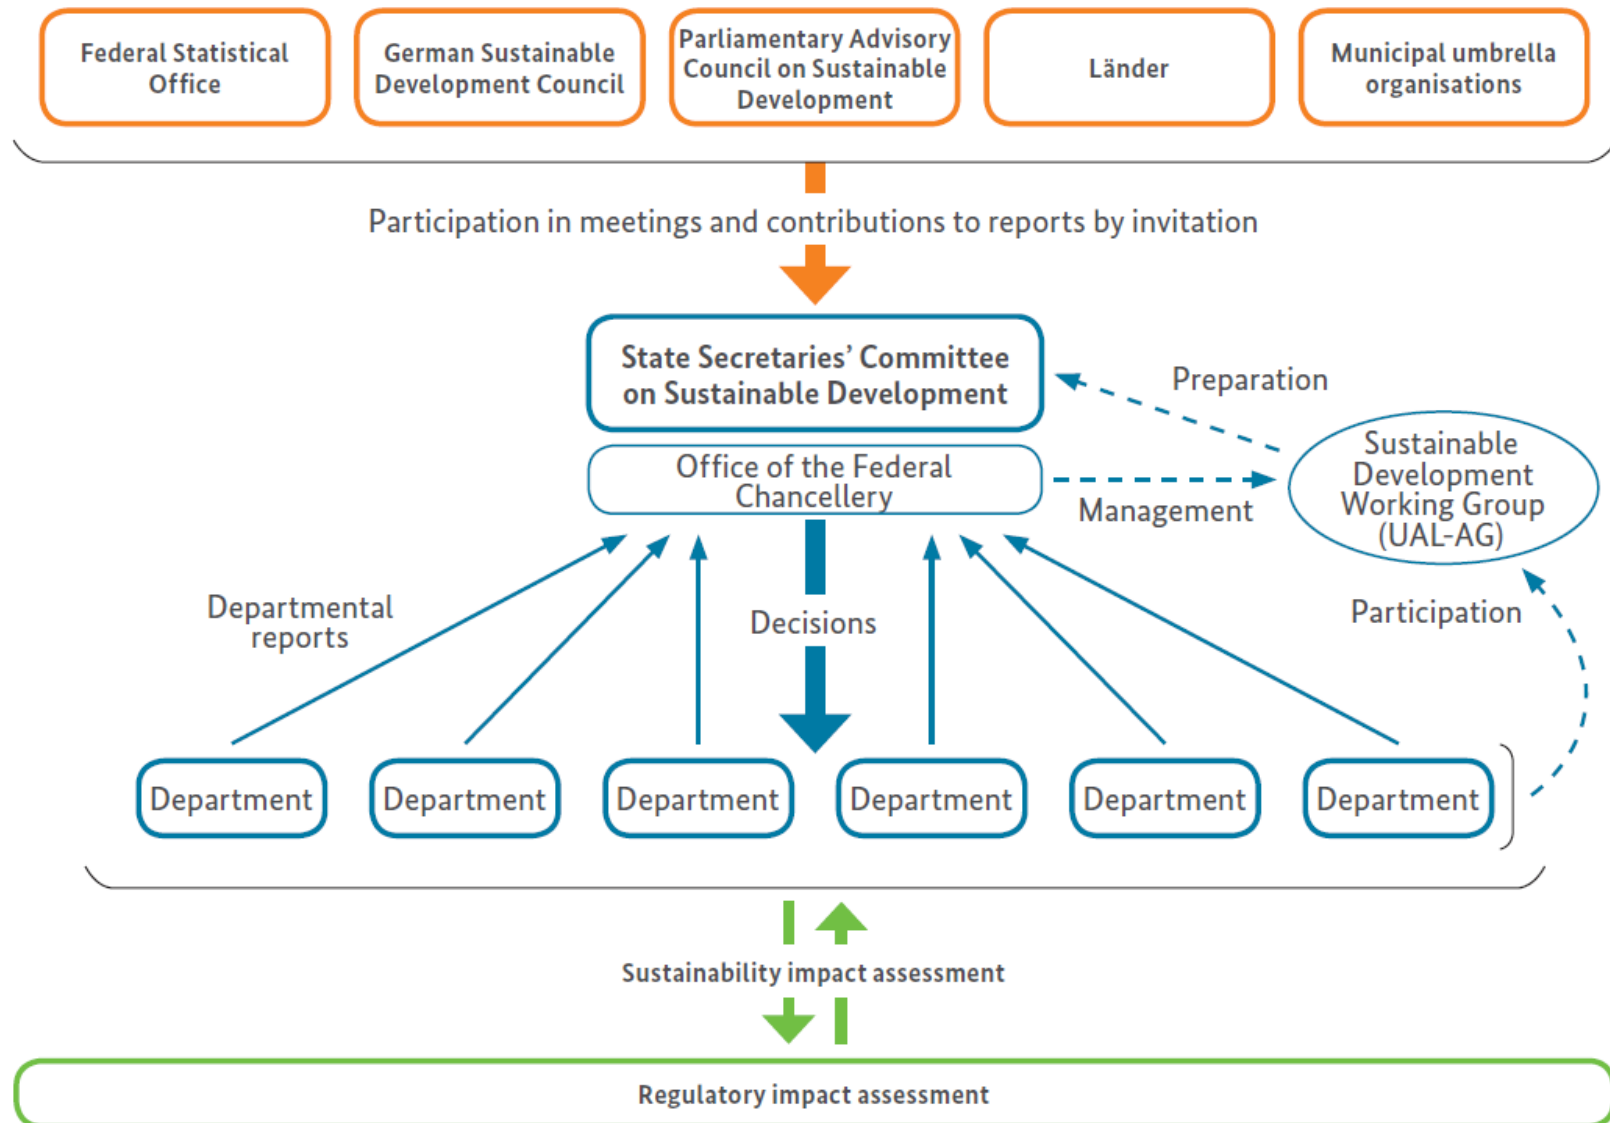 Federal Statistical
Office
German Sustainable
Development Council
Parliamentary Advisory
Council on Sustainable
Development
Länder
Municipal umbrella
organisations
Participation in meetings and contributions to reports by invitation
State Secretaries’ Committee
on Sustainable Development
Preparation
Office of the Federal
Chancellery
Management
Sustainable
Development
Working Group
(UAL-AG)
Departmental
reports
Decisions
Participation
Department
Department
Department
Department
Department
Department
Sustainability impact assessment
Regulatory impact assessment